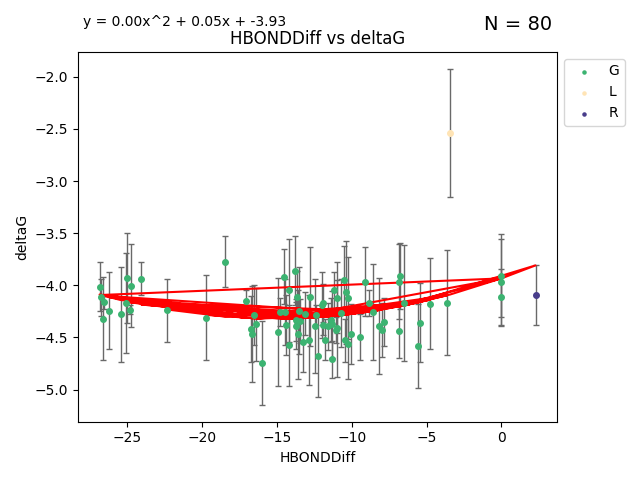 y = 0.00x^2 + 0.05x + -3.93
N = 80
HBONDDiff vs deltaG
G
L
R
deltaG
−2.0
−2.5
−3.0
−3.5
−4.0
−4.5
−5.0
−25 −20 −15 −10 −5 0
HBONDDiff